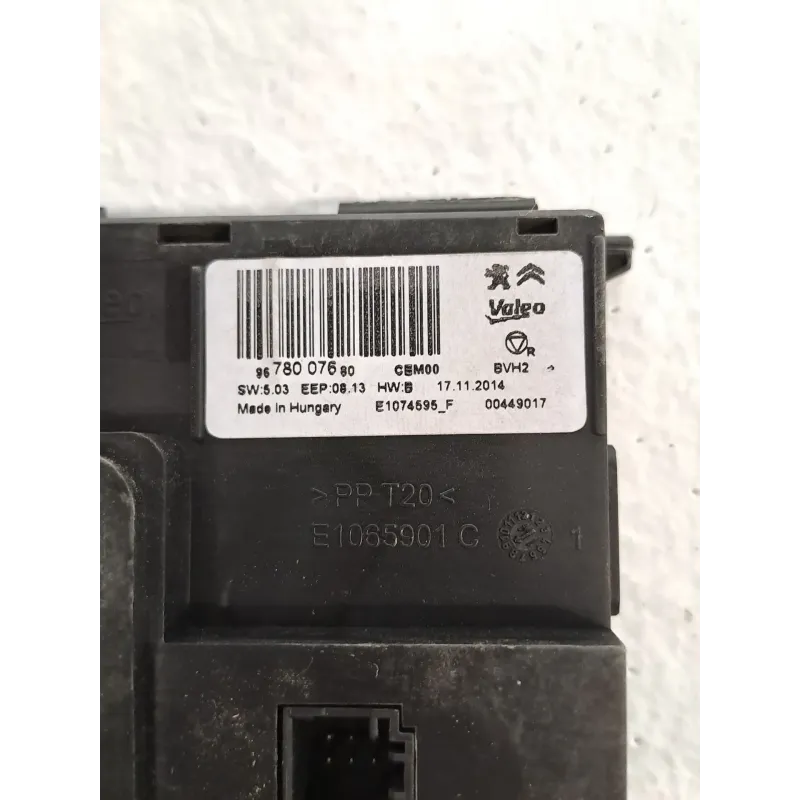 Valeo
R
96 780 076 80 CEM00 BVH2
SW:5.03 EEP:08.13 HW:B 17.11.2014
Made In Hungary E1074595_F 00449017
>PP T20<
E1065901 C 1